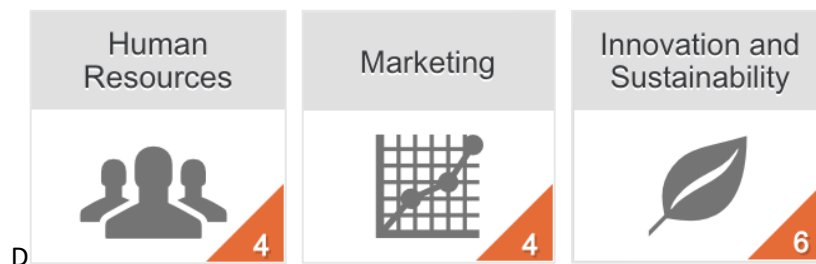 Human
Resources
Marketing
Innovation and
Sustainability
4
4
6
D